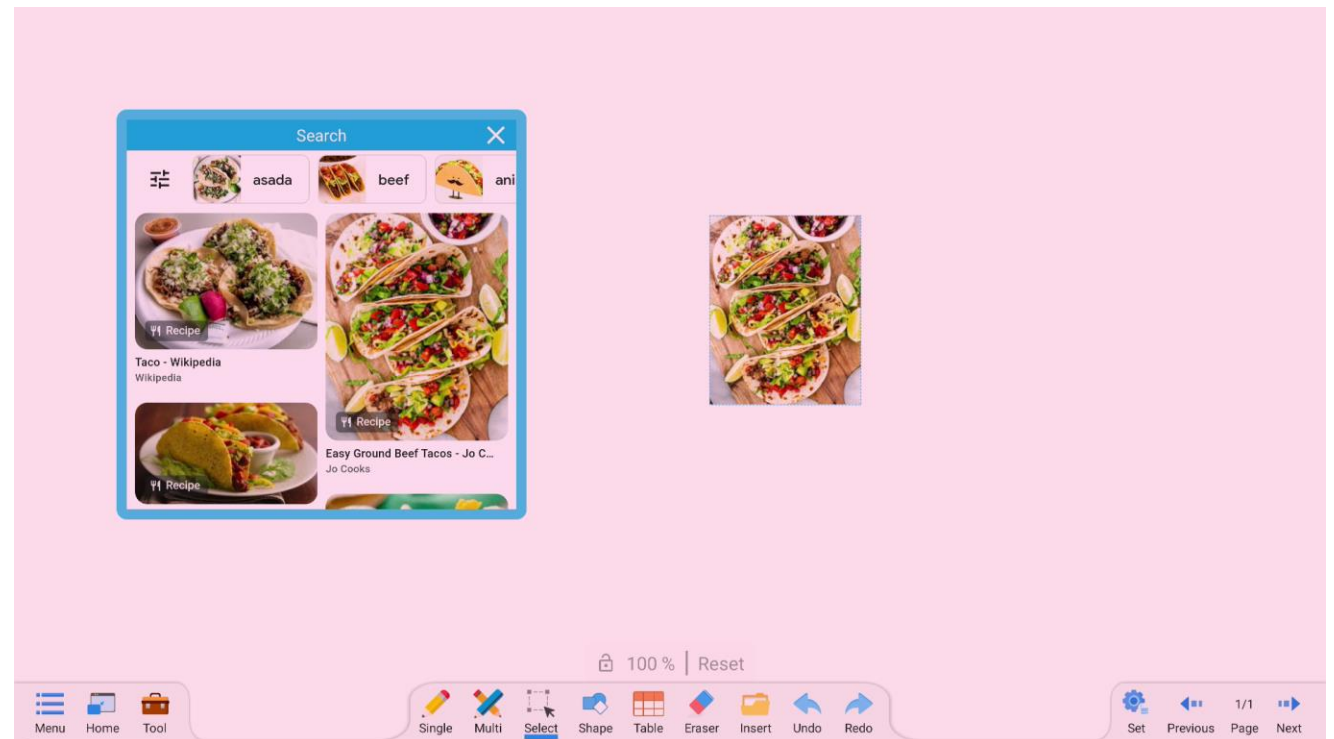 Search
asada beef ani
Recipe
Taco - Wikipedia
Wikipedia
Recipe
Easy Ground Beef Tacos - Jo C...
Jo Cooks
Recipe
100 % | Reset
Menu Home Tool Single Multi Select Shape Table Eraser Insert Undo Redo Set Previous 1/1 Page Next